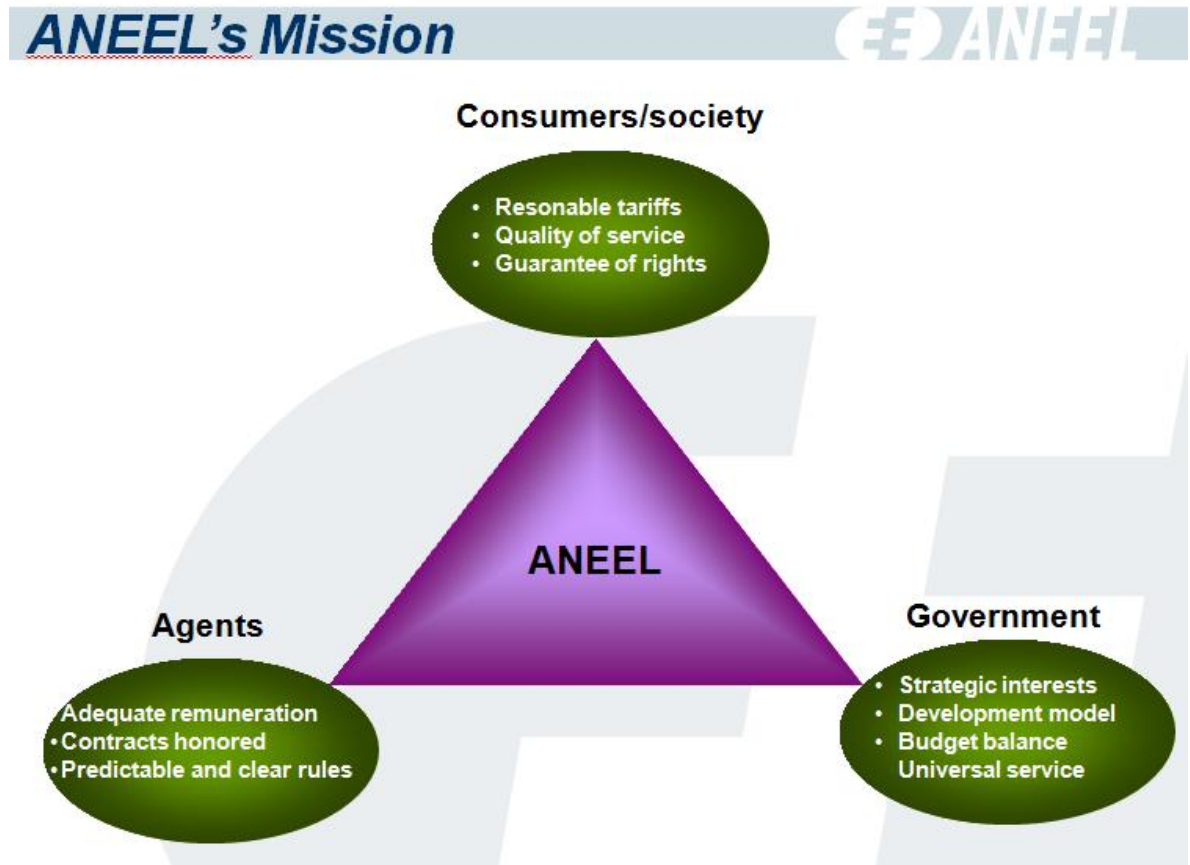 ANEEL's Mission
ANEEL
Consumers/society
• Resonable tariffs
• Quality of service
• Guarantee of rights
ANEEL
Agents
Adequate remuneration
• Contracts honored
• Predictable and clear rules
Government
• Strategic interests
• Development model
• Budget balance
Universal service